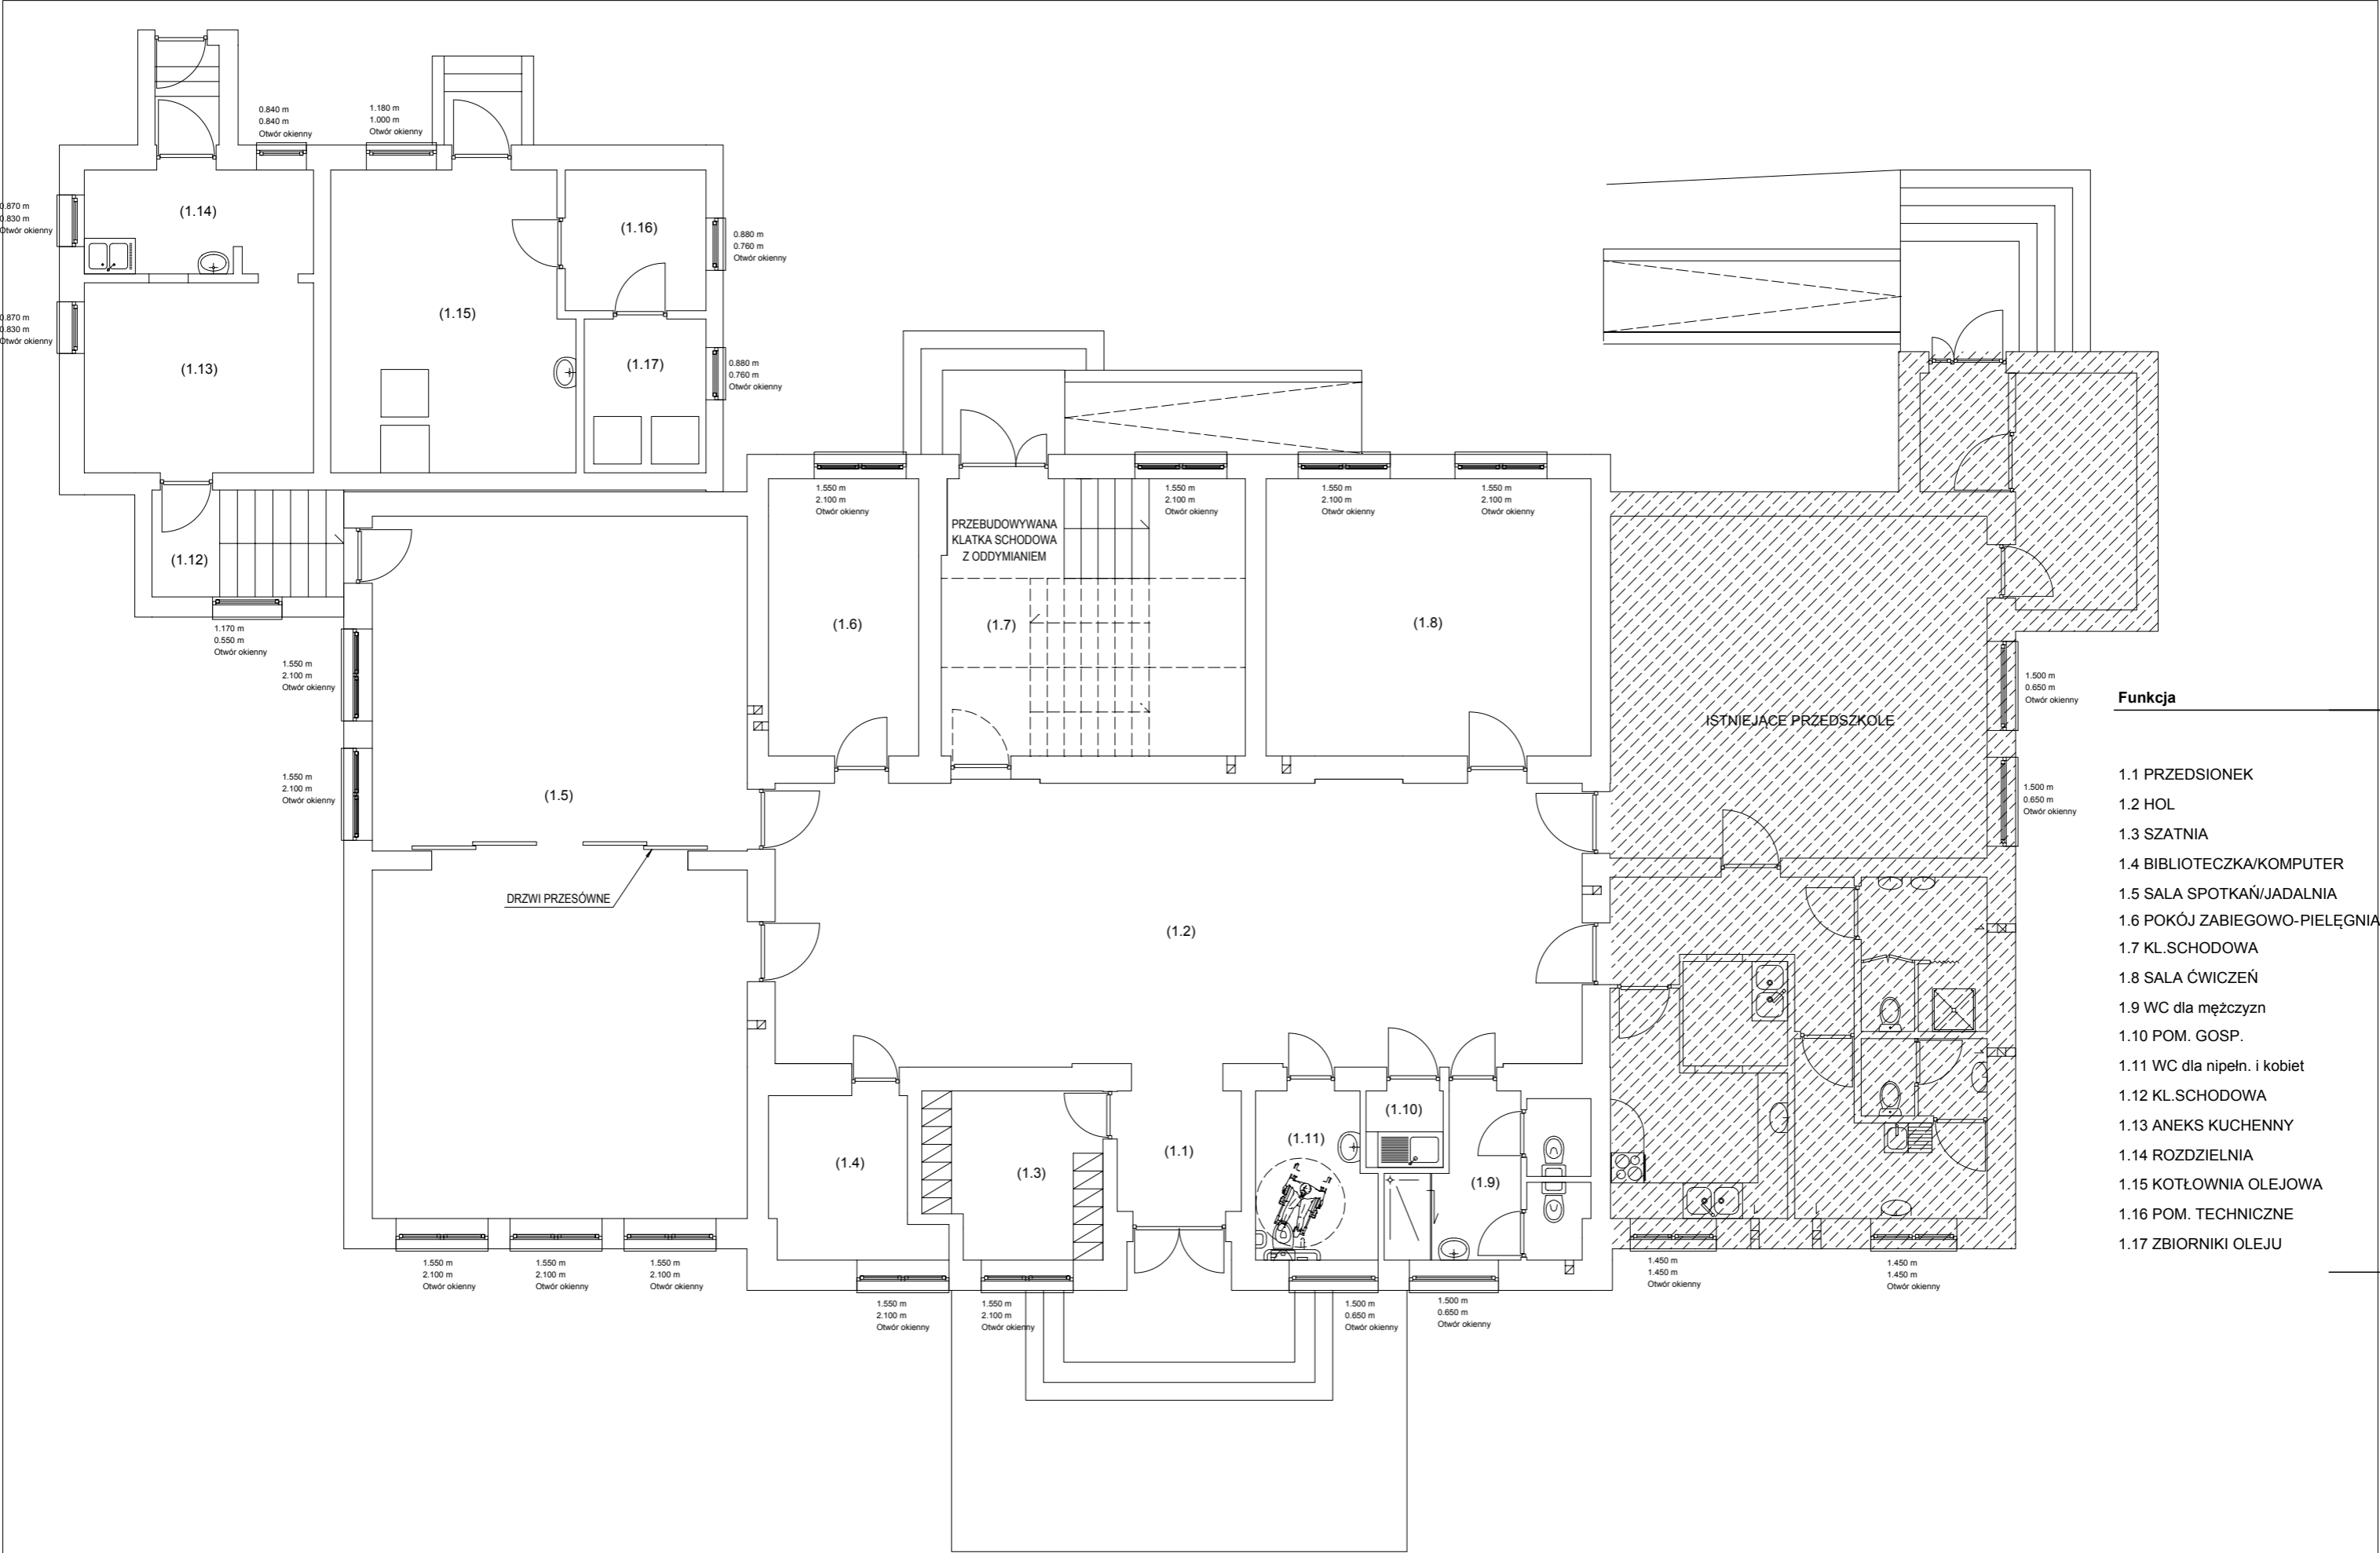 0.840 m
0.840 m
Otwór okienny
1.180 m
1.000 m
Otwór okienny
0.870 m
0.830 m
Otwór okienny
(1.14)
(1.16)
0.880 m
0.760 m
Otwór okienny
0.870 m
0.830 m
Otwór okienny
(1.15)
(1.13)
(1.17)
0.880 m
0.760 m
Otwór okienny
1.550 m
2.100 m
Otwór okienny
1.550 m
2.100 m
Otwór okienny
1.550 m
2.100 m
Otwór okienny
1.550 m
2.100 m
Otwór okienny
PRZEBUDOWYWANA
KLATKA SCHODOWA
Z ODDYMIANIEM
(1.12)
1.170 m
0.550 m
Otwór okienny
(1.6)
(1.7)
(1.8)
1.550 m
2.100 m
Otwór okienny
1.500 m
0.650 m
Otwór okienny
ISTNIEJĄCE PRZEDSZKOLE
1.550 m
2.100 m
Otwór okienny
(1.5)
1.500 m
0.650 m
Otwór okienny
DRZWI PRZESÓWNE
(1.2)
(1.10)
(1.11)
(1.4)
(1.3)
(1.1)
(1.9)
1.550 m
2.100 m
Otwór okienny
1.550 m
2.100 m
Otwór okienny
1.550 m
2.100 m
Otwór okienny
1.550 m
2.100 m
Otwór okienny
1.550 m
2.100 m
Otwór okienny
1.500 m
0.650 m
Otwór okienny
1.500 m
0.650 m
Otwór okienny
1.450 m
1.450 m
Otwór okienny
1.450 m
1.450 m
Otwór okienny
Funkcja
1.1 PRZEDSIONEK
1.2 HOL
1.3 SZATNIA
1.4 BIBLIOTECZKA/KOMPUTER
1.5 SALA SPOTKAŃ/JADALNIA
1.6 POKÓJ ZABIEGOWO-PIELĘGNIA
1.7 KL.SCHODOWA
1.8 SALA ĆWICZEŃ
1.9 WC dla mężczyzn
1.10 POM. GOSP.
1.11 WC dla nipełn. i kobiet
1.12 KL.SCHODOWA
1.13 ANEKS KUCHENNY
1.14 ROZDZIELNIA
1.15 KOTŁOWNIA OLEJOWA
1.16 POM. TECHNICZNE
1.17 ZBIORNIKI OLEJU